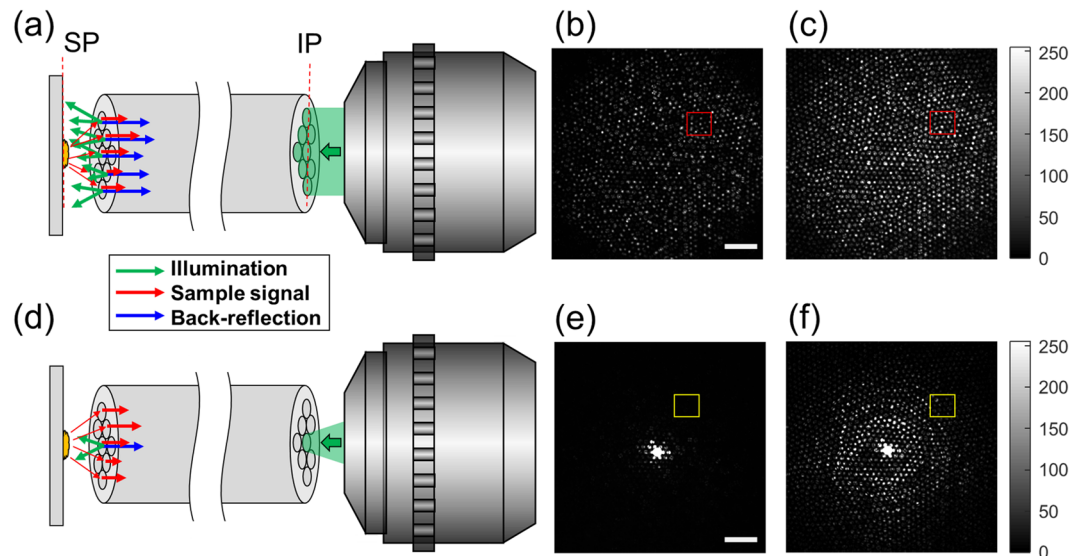 (a)
SP
IP
(b)
(c)
250
200
150
100
50
0
Illumination
Sample signal
Back-reflection
(d)
(e)
(f)
250
200
150
100
50
0